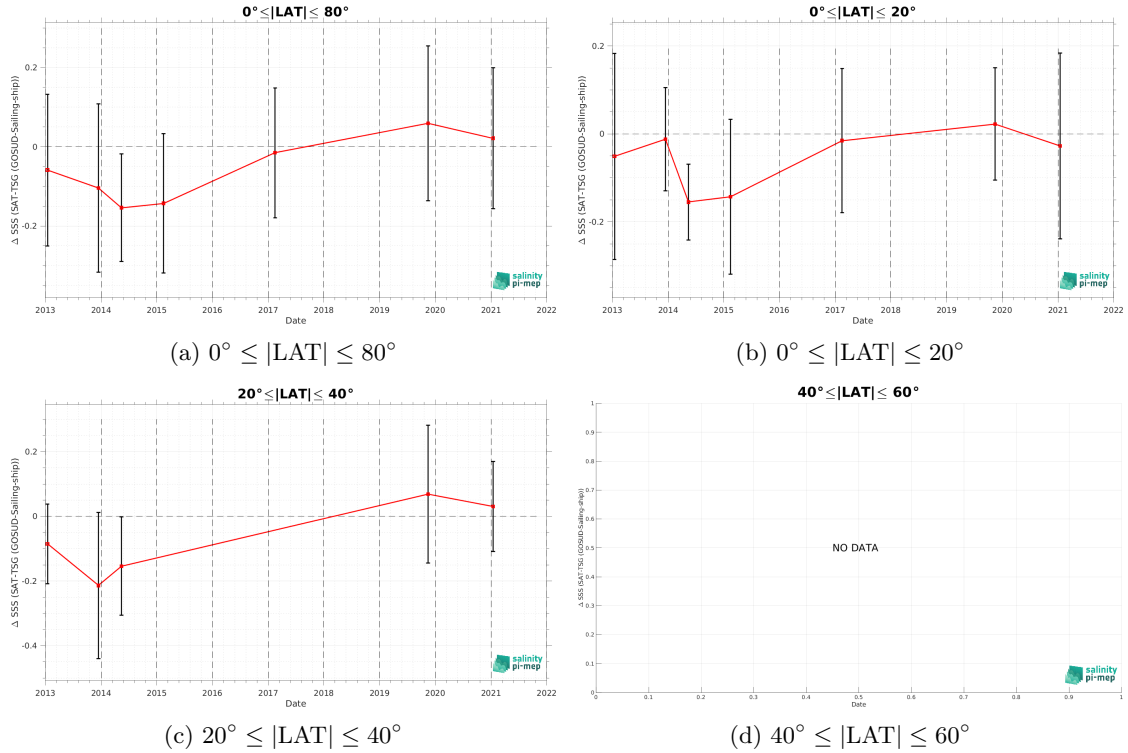 0°≤|LAT|≤ 80°
Δ SSS (SAT-TSG (GOSUD-Sailing-ship))
0.2
0
-0.2
salinity
pi-mep
2013 2014 2015 2016 2017 2018 2019 2020 2021 2022
Date
(a) 0° ≤ |LAT| ≤ 80°
0°≤|LAT|≤ 20°
Δ SSS (SAT-TSG (GOSUD-Sailing-ship))
0.2
0
-0.2
salinity
pi-mep
2013 2014 2015 2016 2017 2018 2019 2020 2021 2022
Date
(b) 0° ≤ |LAT| ≤ 20°
20°≤|LAT|≤ 40°
Δ SSS (SAT-TSG (GOSUD-Sailing-ship))
0.2
0
-0.2
-0.4
salinity
pi-mep
2013 2014 2015 2016 2017 2018 2019 2020 2021 2022
Date
(c) 20° ≤ |LAT| ≤ 40°
40°≤|LAT|≤ 60°
Δ SSS (SAT-TSG (GOSUD-Sailing-ship))
1
0.9
0.8
0.7
0.6
0.5
0.4
0.3
0.2
0.1
0
NO DATA
salinity
pi-mep
0 0.1 0.2 0.3 0.4 0.5 0.6 0.7 0.8 0.9 1
Date
(d) 40° ≤ |LAT| ≤ 60°